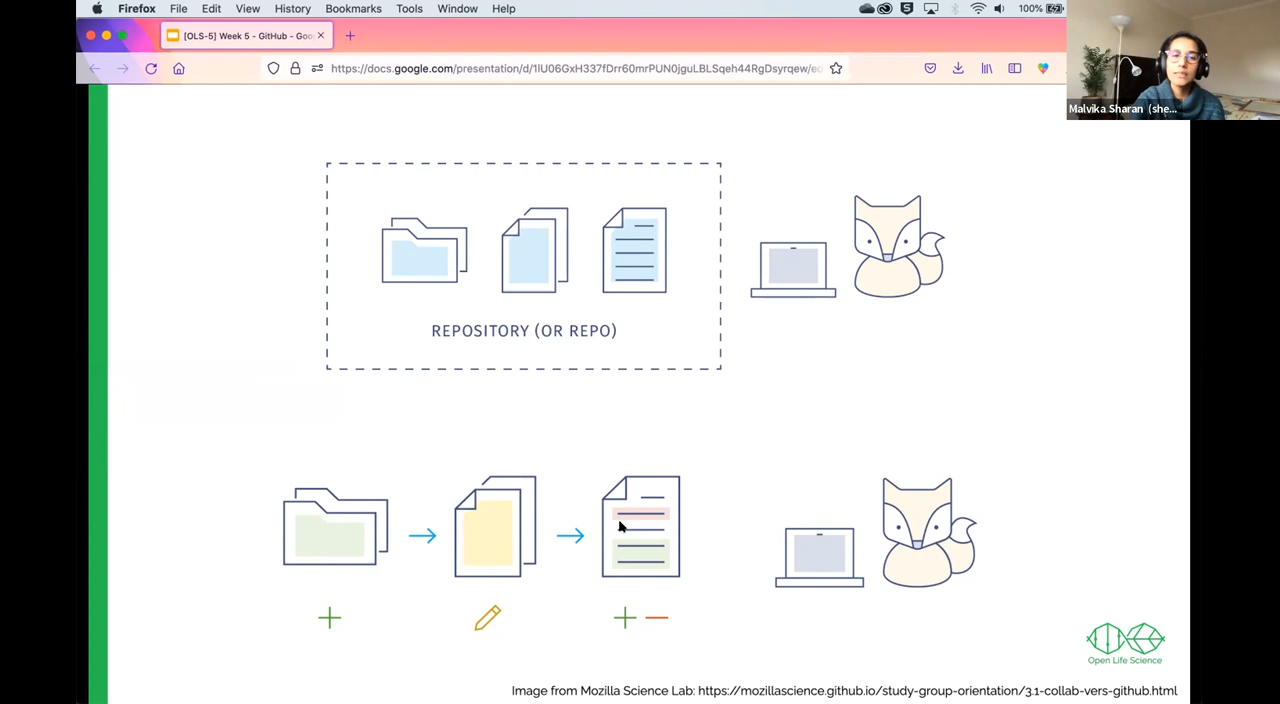 Firefox File Edit View History Bookmarks Tools Window Help 100%
[OLS-5] Week 5 - GitHub - Goo
https://docs.google.com/presentation/d/1lU06GxH337fDrr60mrPUN0jguLBLSqeh44RgDsyrqew/ed
Malvika Sharan (she...
REPOSITORY (OR REPO)
Open Life Science
Image from Mozilla Science Lab: https://mozillascience.github.io/study-group-orientation/3.1-collab-vers-github.html